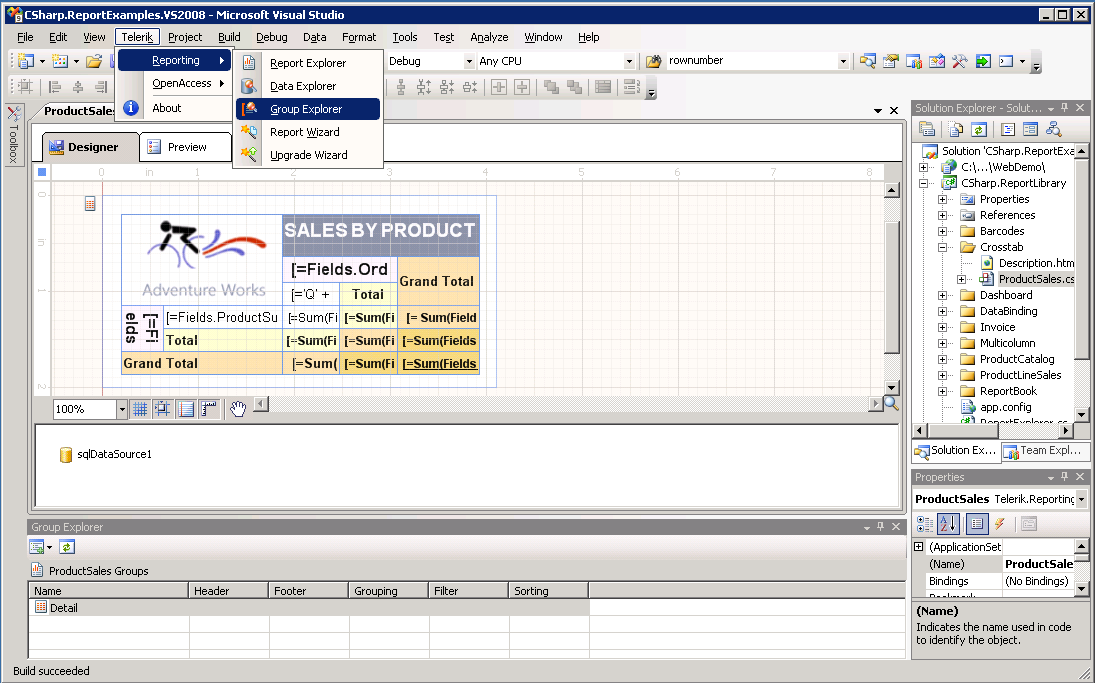 CSharp.ReportExamples.VS2008 - Microsoft Visual Studio
File Edit View Telerik Project Build Debug Data Format Tools Test Analyze Window Help
Reporting
OpenAccess
About
Report Explorer
Data Explorer
Group Explorer
Report Wizard
Upgrade Wizard
Debug Any CPU rownumber
Toolbox
ProductSales
Designer Preview
0 in 1 2 3 4 5 6 7 8
0 in 1 2
Adventure Works
SALES BY PRODUCT
[=Fields.Ord Grand Total
[='Q' + Total
[=Fi
elds
[=Fields.ProductSu [=Sum(Fi [=Sum(Fi [= Sum(Field
Total [=Sum(Fi [=Sum(Fi [=Sum(Fields
Grand Total [=Sum( [=Sum(Fi [=Sum(Fields
100%
sqlDataSource1
Group Explorer
ProductSales Groups
Name Header Footer Grouping Filter Sorting
Detail
Build succeeded
Solution Explorer - Solut...
Solution 'CSharp.ReportExa
C:\...\WebDemo\
CSharp.ReportLibrary
Properties
References
Barcodes
Crosstab
Description.htm
ProductSales.cs
Dashboard
DataBinding
Invoice
Multicolumn
ProductCatalog
ProductLineSales
ReportBook
app.config
ReportExplorer.cs
Solution Ex... Team Expl...
Properties
ProductSales Telerik.Reporting
(ApplicationSet
(Name) ProductSale
Bindings (No Bindings)
Bookmark
(Name)
Indicates the name used in code
to identify the object.